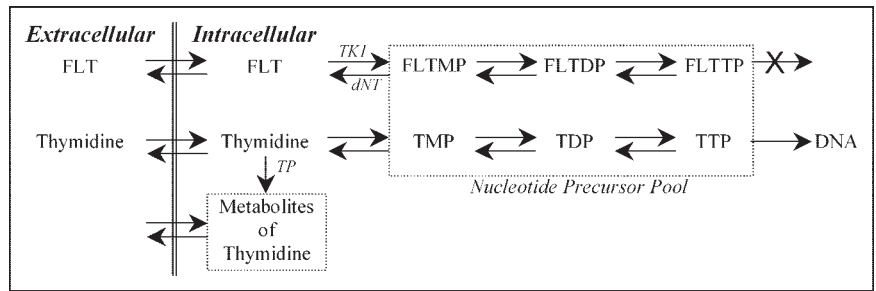 Extracellular Intracellular
FLT FLT TK1 FLTMP FLTDP FLTTP X
dNT
Thymidine Thymidine TMP TDP TTP DNA
TP
Nucleotide Precursor Pool
Metabolites
of
Thymidine